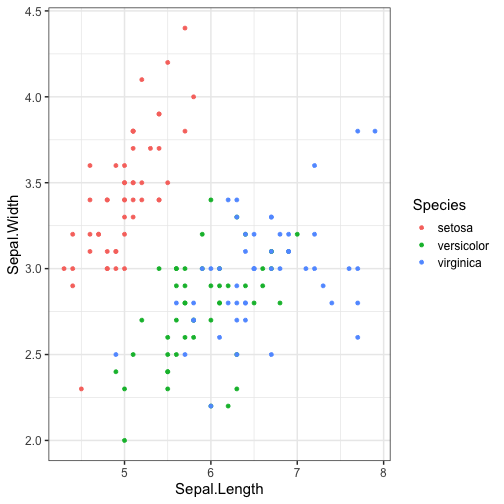 4.5
4.0
3.5
3.0
2.5
2.0
Sepal.Width
5 6 7 8
Sepal.Length
Species
setosa
versicolor
virginica